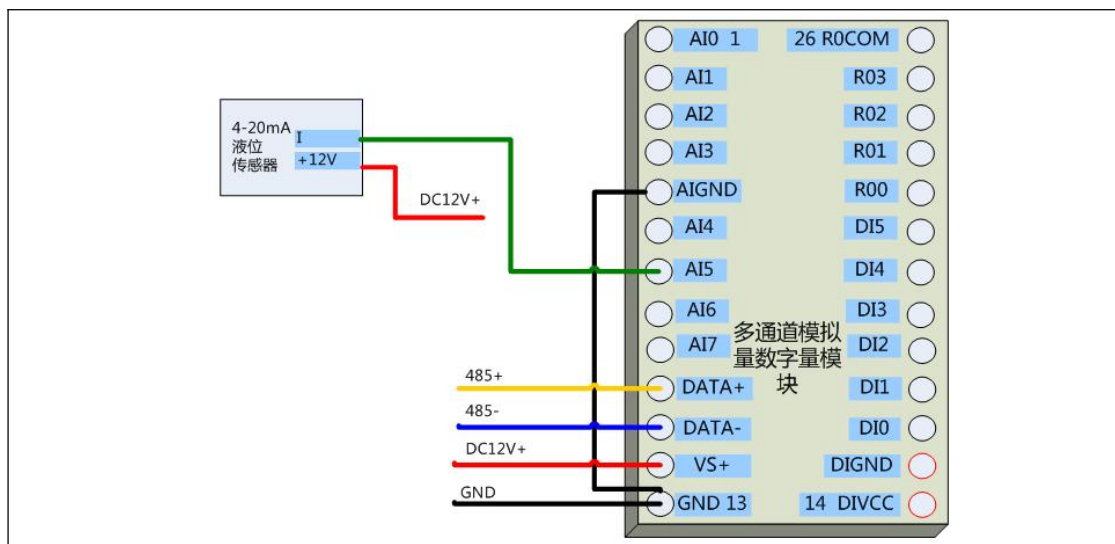 AI0 1
26 R0COM
AI1
R03
4-20mA
液位
传感器
I
+12V
AI2
R02
AI3
R01
DC12V+
AIGND
R00
AI4
DI5
AI5
DI4
AI6
DI3
多通道模拟
量数字量模
块
AI7
DI2
485+
DATA+
DI1
485-
DATA-
DI0
DC12V+
VS+
DIGND
GND
GND 13
14 DIVCC